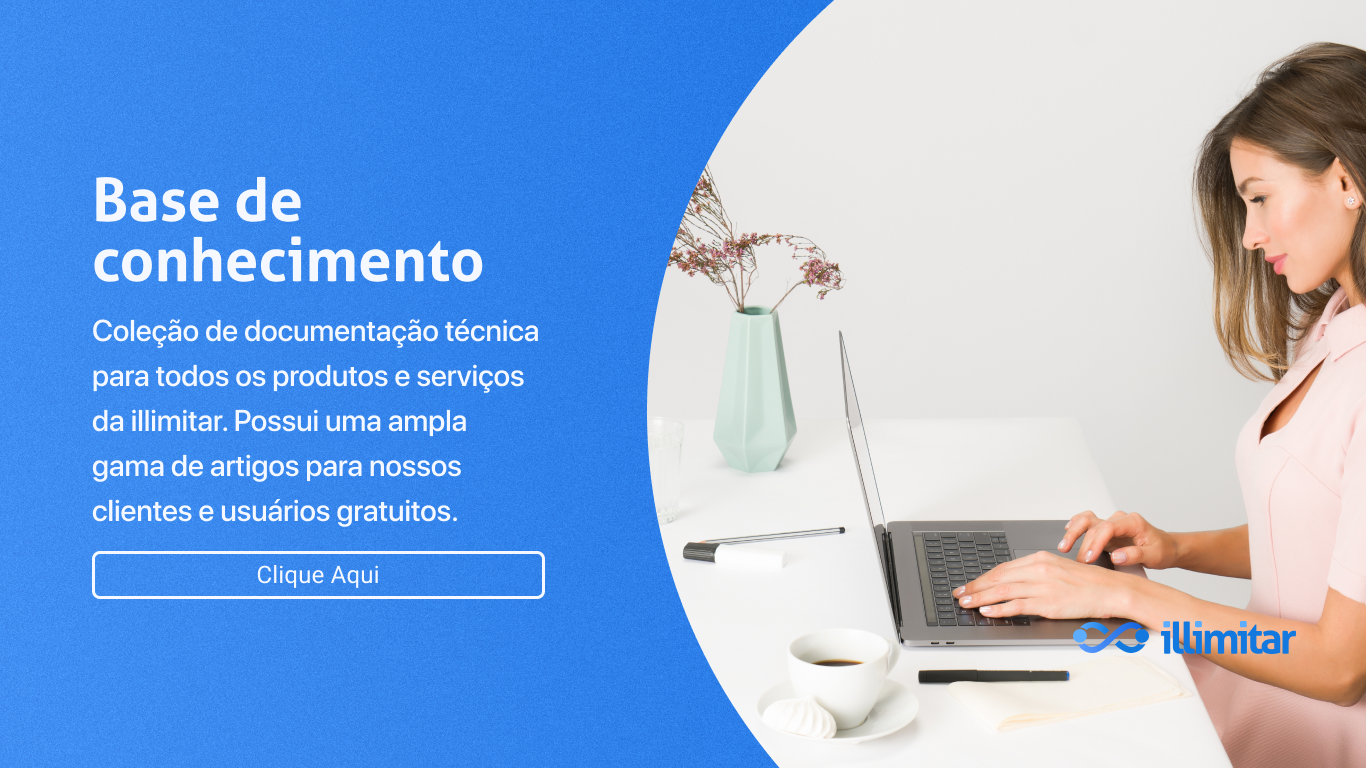 Base de
conhecimento
Coleção de documentação técnica
para todos os produtos e serviços
da illimitar. Possui uma ampla
gama de artigos para nossos
clientes e usuários gratuitos.
Clique Aqui
illimitar